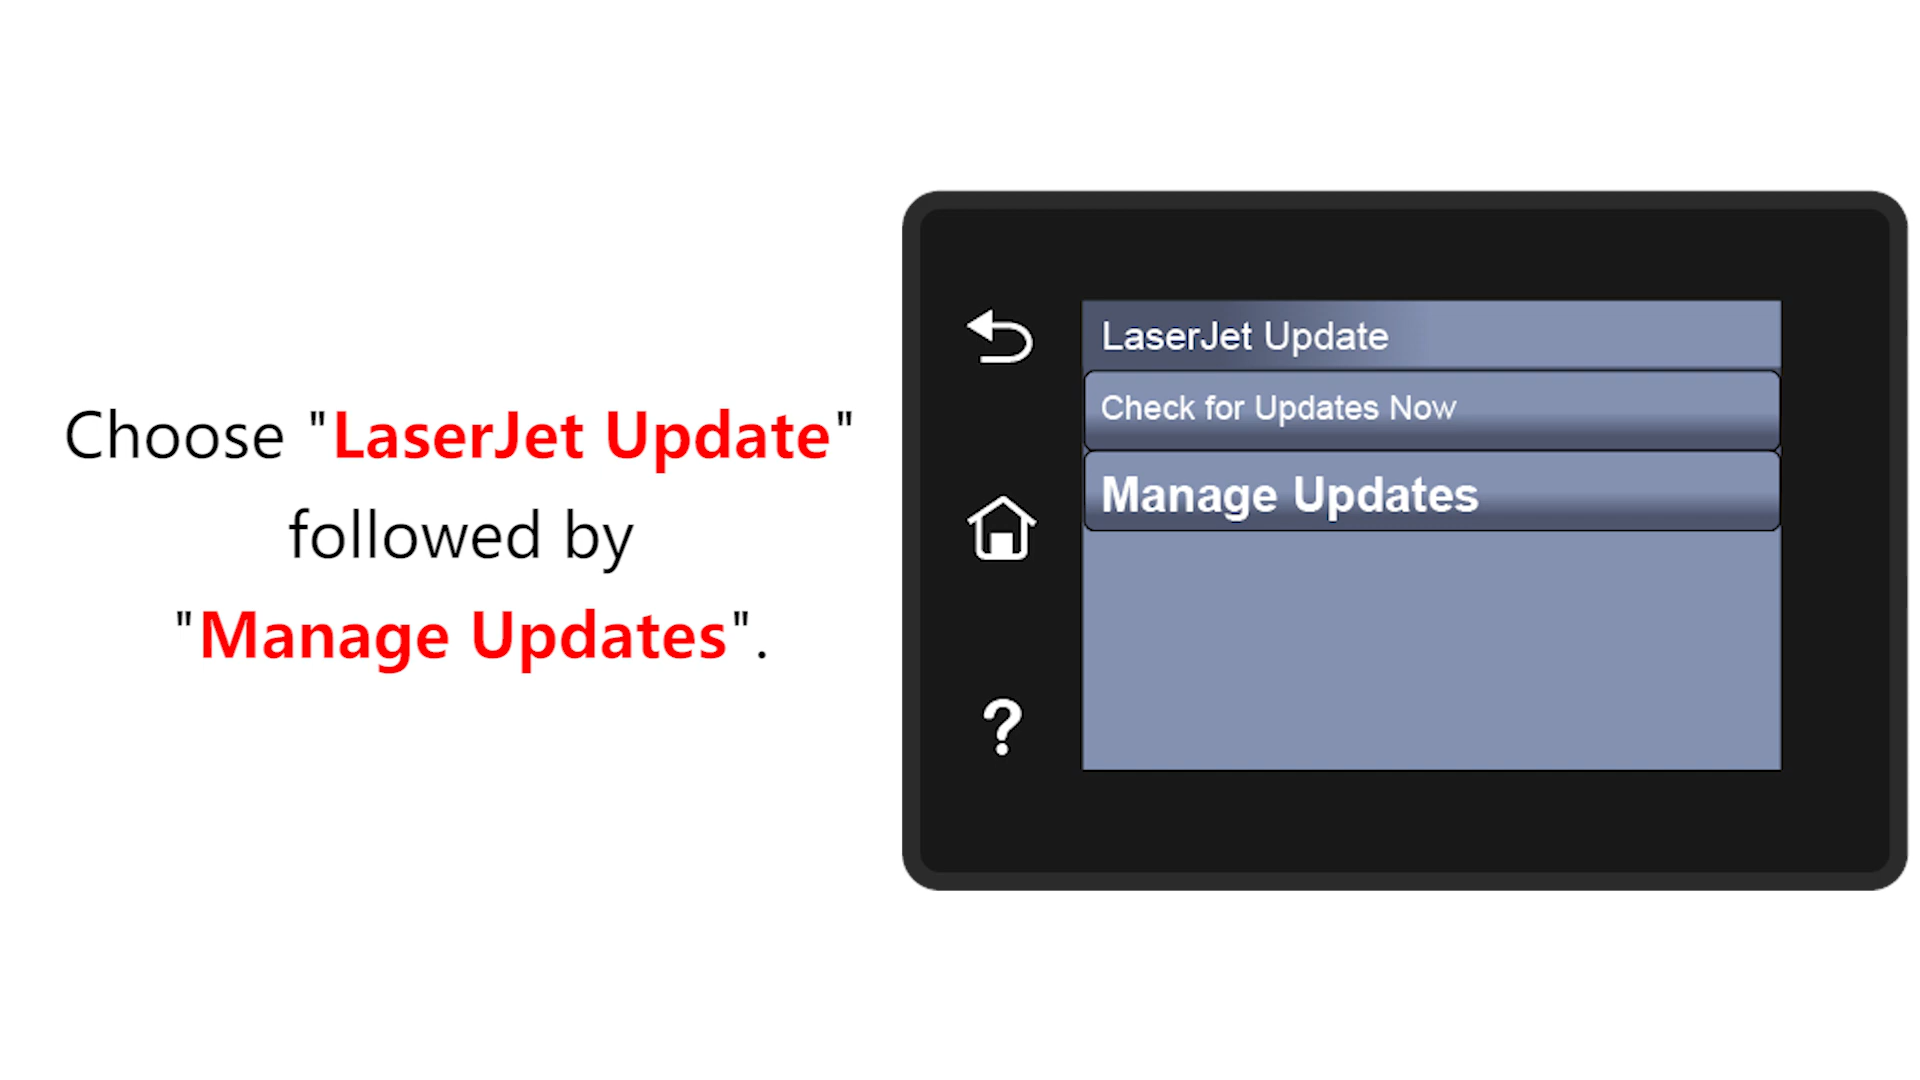 Choose "LaserJet Update"
followed by
"Manage Updates".
LaserJet Update
Check for Updates Now
Manage Updates
?